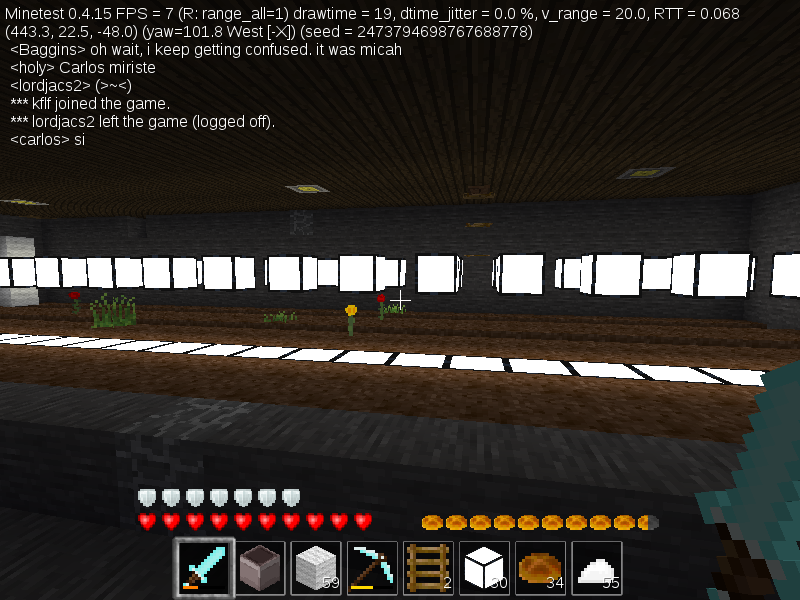 Minetest 0.4.15 FPS = 7 (R: range_all=1) drawtime = 19, dtime_jitter = 0.0 %, v_range = 20.0, RTT = 0.068
(443.3, 22.5, -48.0) (yaw=101.8 West [-X]) (seed = 2473794698767688778)
<Baggins> oh wait, i keep getting confused. it was micah
<holy> Carlos miriste
<lordjacs2> (>~<)
*** kflf joined the game.
*** lordjacs2 left the game (logged off).
<carlos> si
59 2 30 34 55